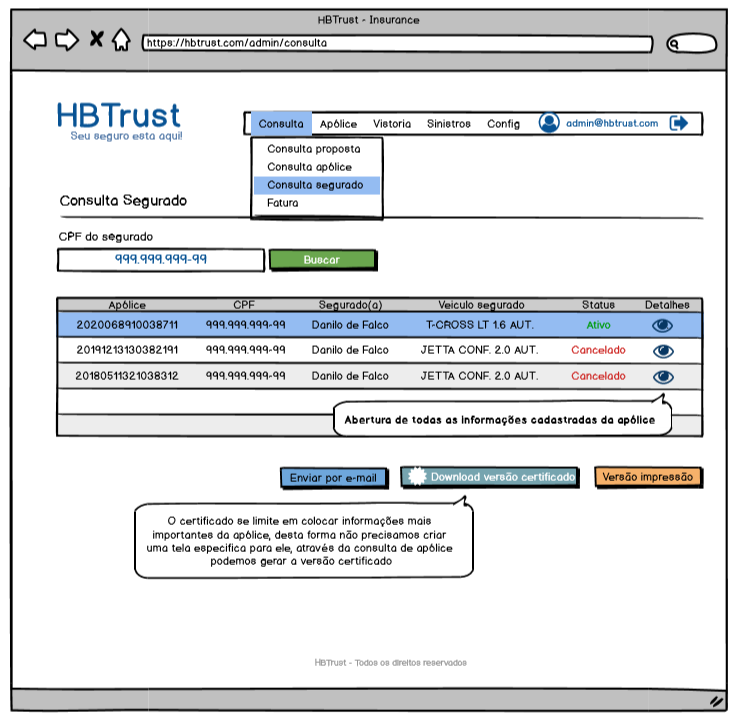 HBTrust - Insurance
https://hbtrust.com/admin/consulta
HBTrust
Seu seguro esta aqui!
Consulta Apólice Vistoria Sinistros Config admin@hbtrust.com
Consulta proposta
Consulta apólice
Consulta segurado
Fatura
Consulta Segurado
CPF do segurado
999.999.999-99 Buscar
Apólice CPF Segurado(a) Veiculo segurado Status Detalhes
2020068910038711 999.999.999-99 Danilo de Falco T-CROSS LT 1.6 AUT. Ativo
20191213130382191 999.999.999-99 Danilo de Falco JETTA CONF. 2.0 AUT. Cancelado
20180511321038312 999.999.999-99 Danilo de Falco JETTA CONF. 2.0 AUT. Cancelado
Abertura de todas as informações cadastradas da apólice
Enviar por e-mail Download versão certificado Versão impressão
O certificado se limite em colocar informações mais
importantes da apólice, desta forma não precisamos criar
uma tela especifica para ele, através da consulta de apólice
podemos gerar a versão certificado
HBTrust - Todos os direitos reservados